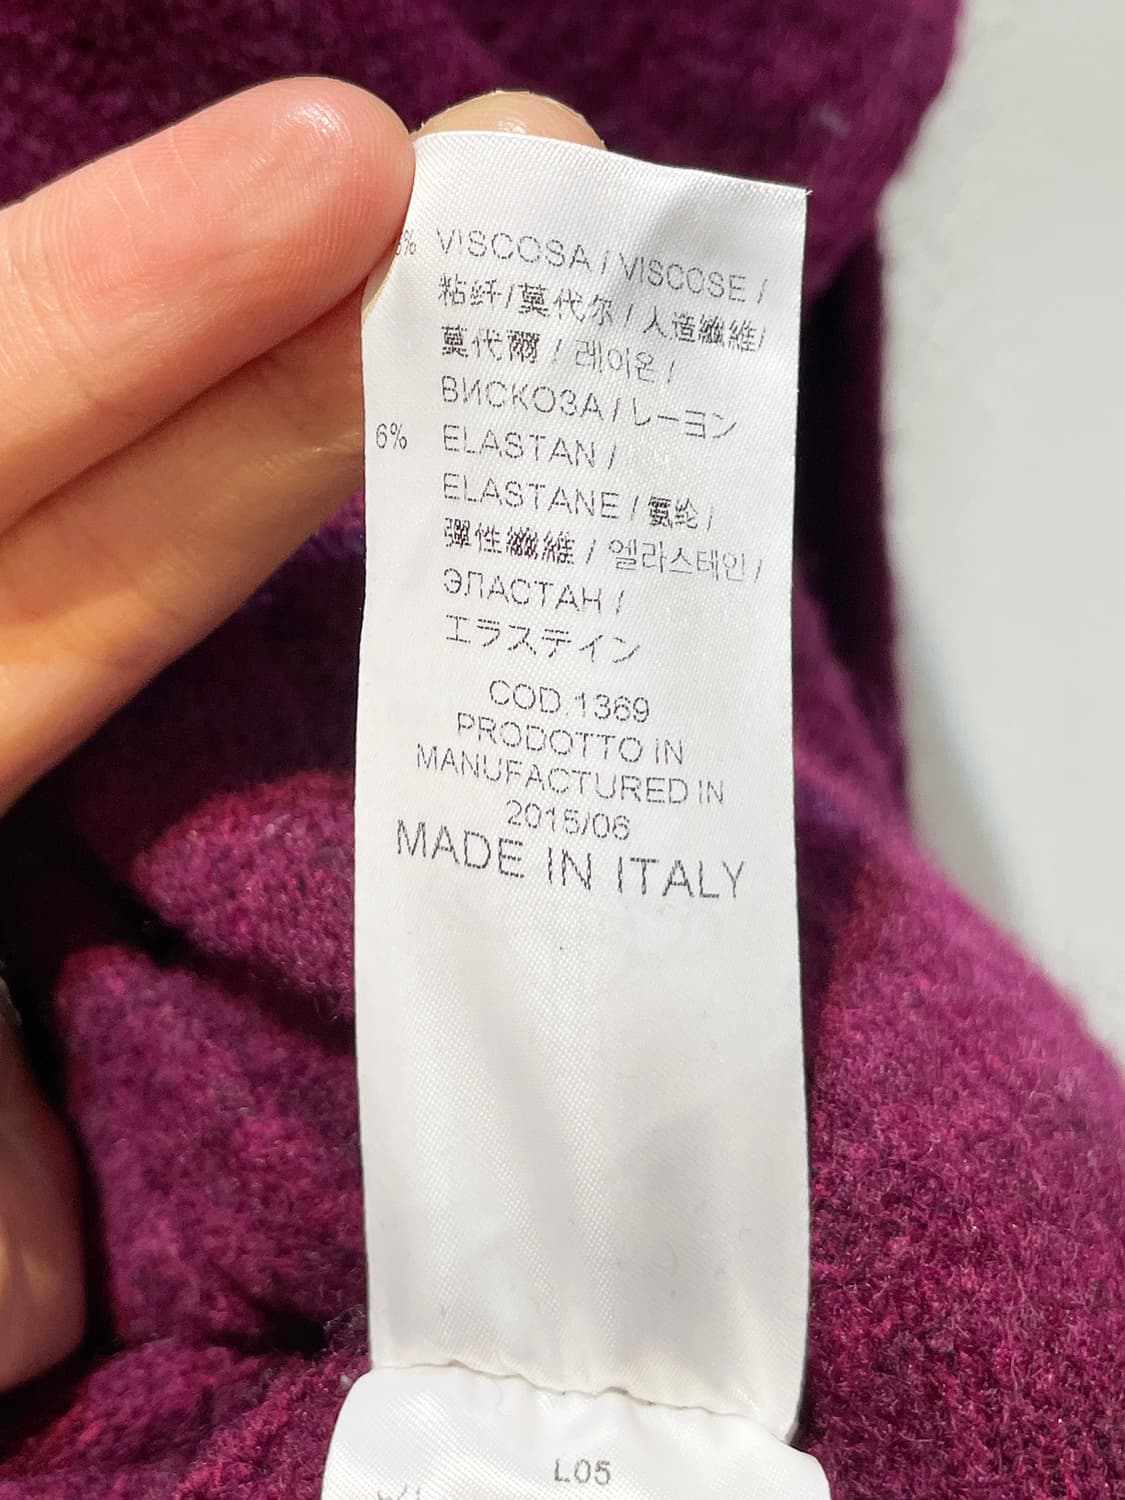 % VISCOSA / VISCOSE /
粘纤/莫代尔 / 人造纖維/
莫代爾 / 레이온 /
ВИСКОЗА / レーヨン
6% ELASTAN /
ELASTANE / 氨纶 /
彈性纖維 / 엘라스테인 /
ЭЛАСТАН /
エラステイン
COD.1369
PRODOTTO IN
MANUFACTURED IN
2015/06
MADE IN ITALY
L05